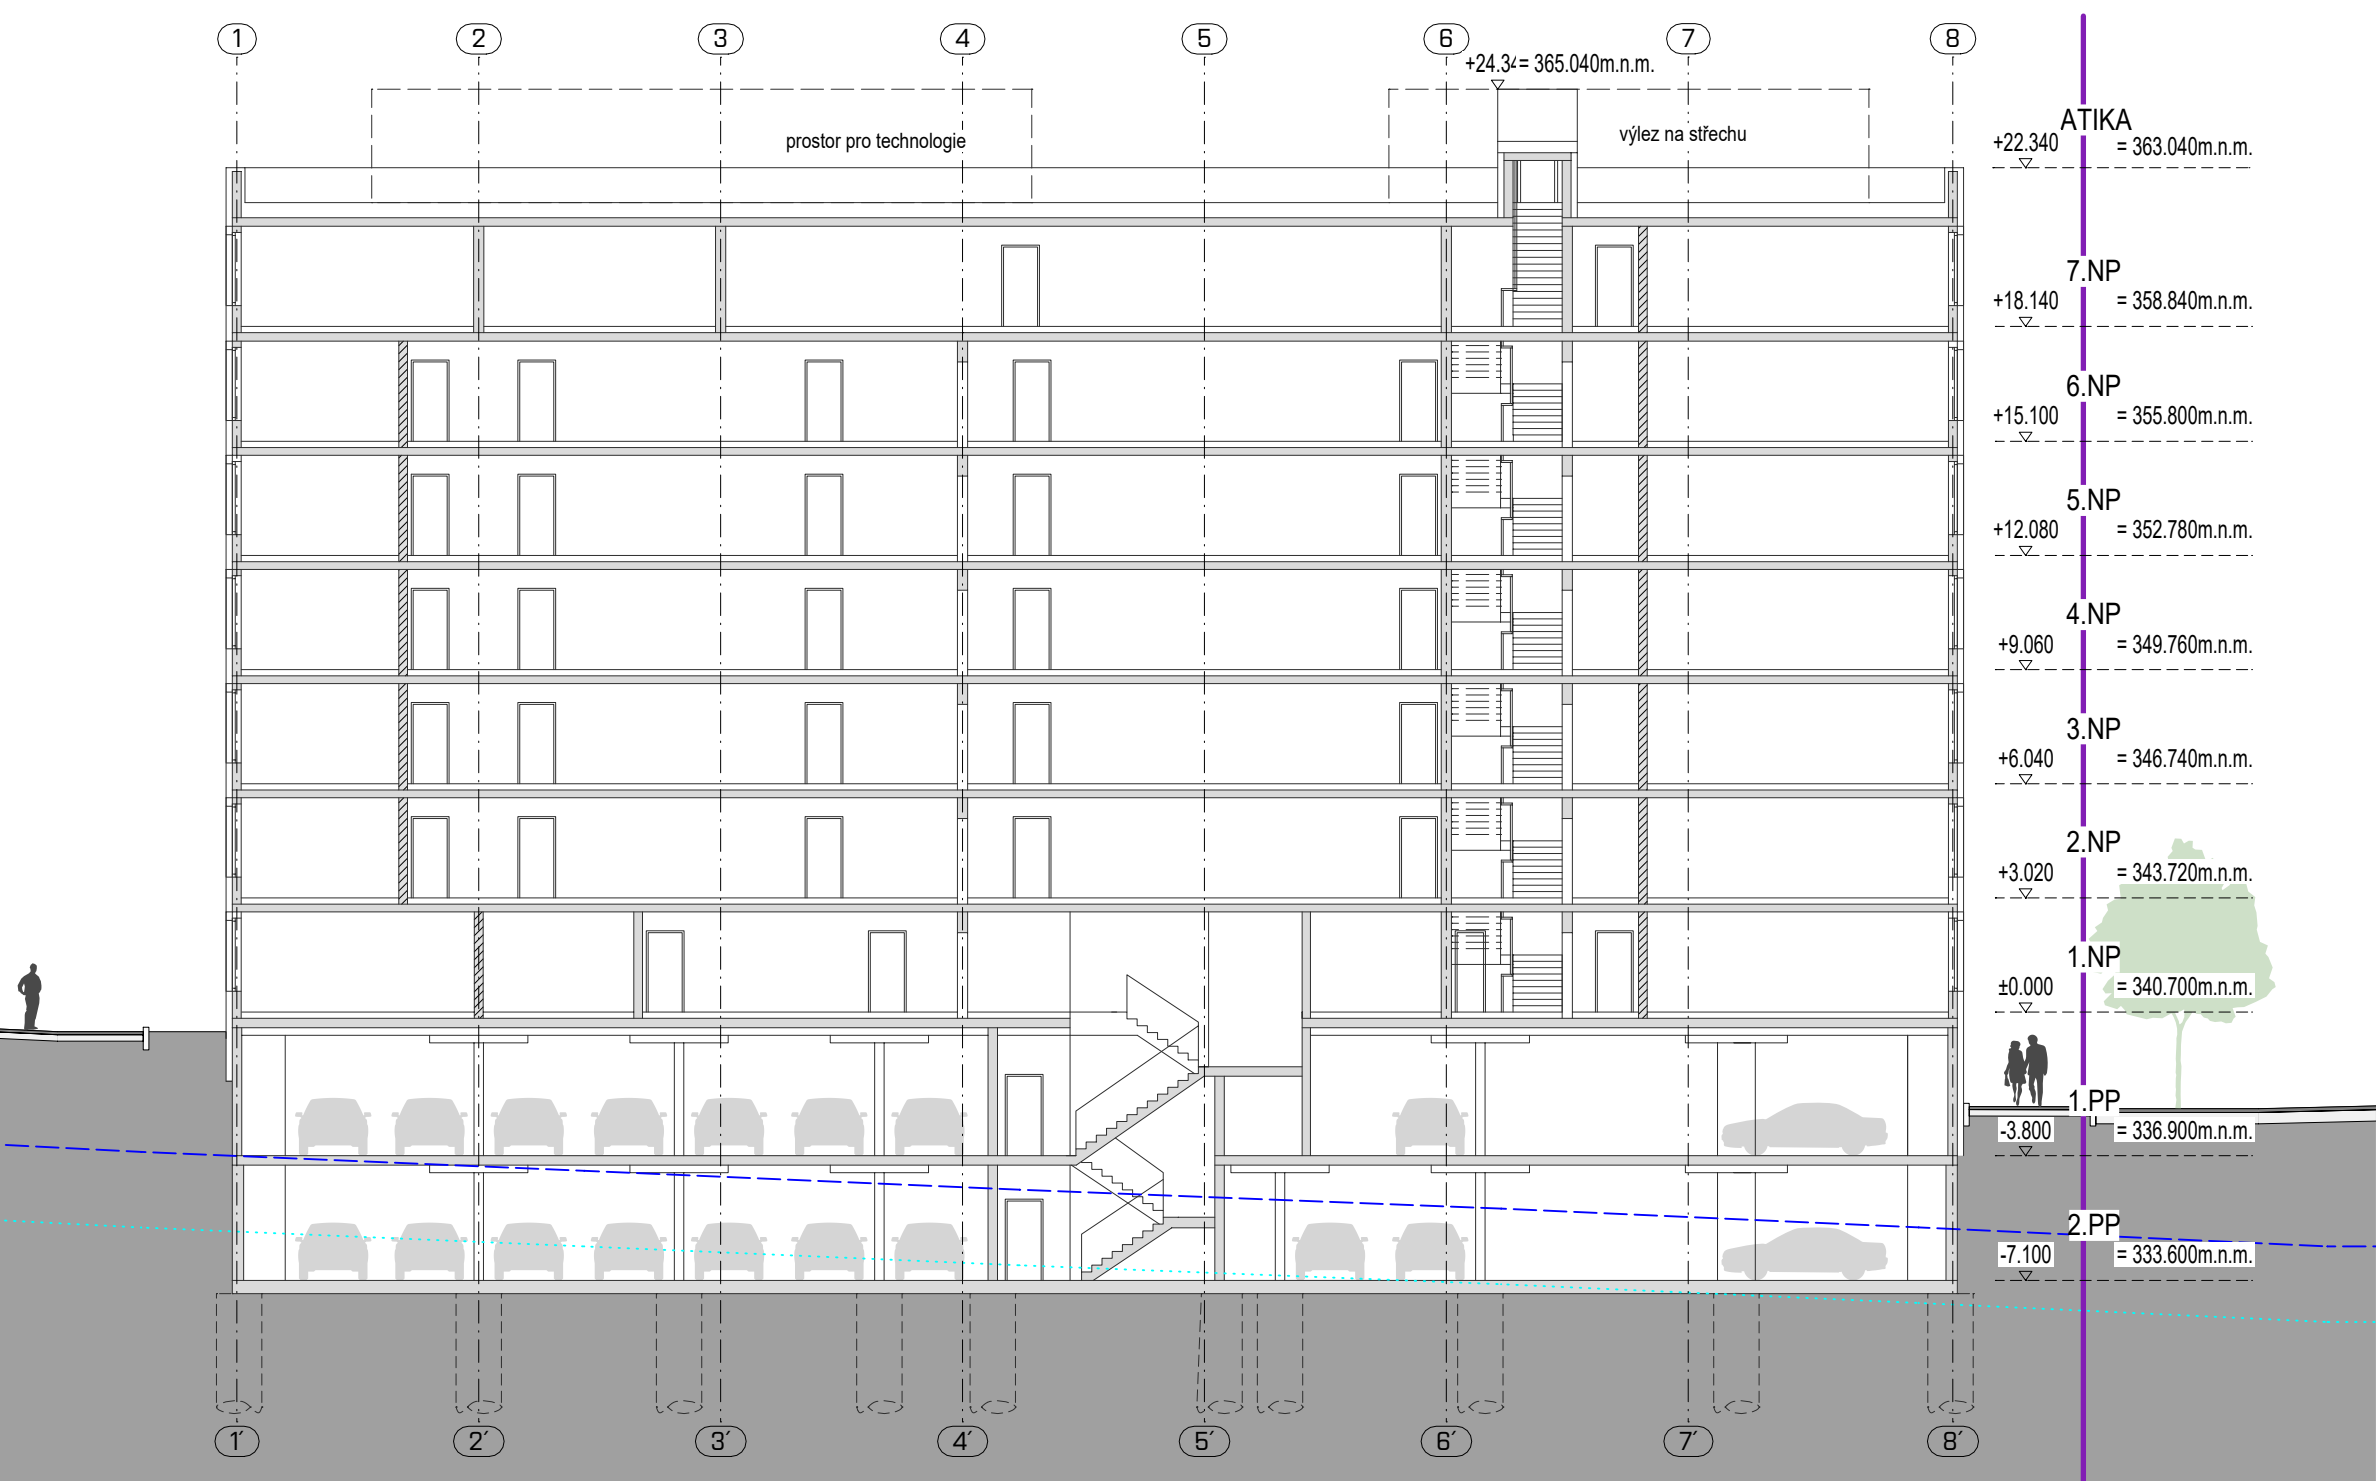 1 2 3 4 5 6 7 8
+24.34 = 365.040m.n.m.
prostor pro technologie
výlez na střechu
ATIKA
+22.340 = 363.040m.n.m.
7.NP
+18.140 = 358.840m.n.m.
6.NP
+15.100 = 355.800m.n.m.
5.NP
+12.080 = 352.780m.n.m.
4.NP
+9.060 = 349.760m.n.m.
3.NP
+6.040 = 346.740m.n.m.
2.NP
+3.020 = 343.720m.n.m.
1.NP
±0.000 = 340.700m.n.m.
1.PP
-3.800 = 336.900m.n.m.
2.PP
-7.100 = 333.600m.n.m.
1´ 2´ 3´ 4´ 5´ 6´ 7´ 8´